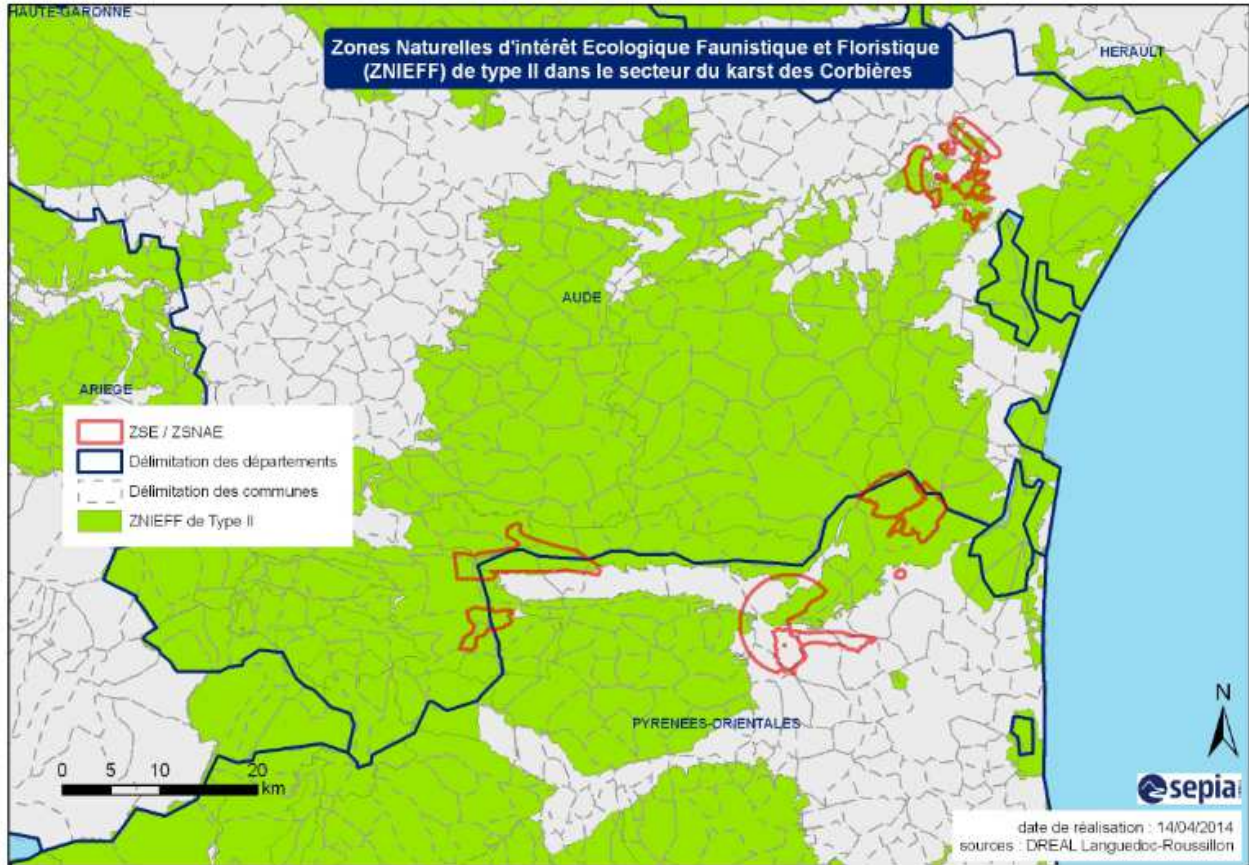 HAUTE-GARONNE
Zones Naturelles d'intérêt Ecologique Faunistique et Floristique
(ZNIEFF) de type II dans le secteur du karst des Corbières
HERAULT
AUDE
ARIEGE
ZSE / ZSNAE
Délimitation des départements
Délimitation des communes
ZNIEFF de Type II
PYRENEES-ORIENTALES
N
0 5 10 20
km
sepia
date de réalisation : 14/04/2014
sources : DREAL Languedoc-Roussillon